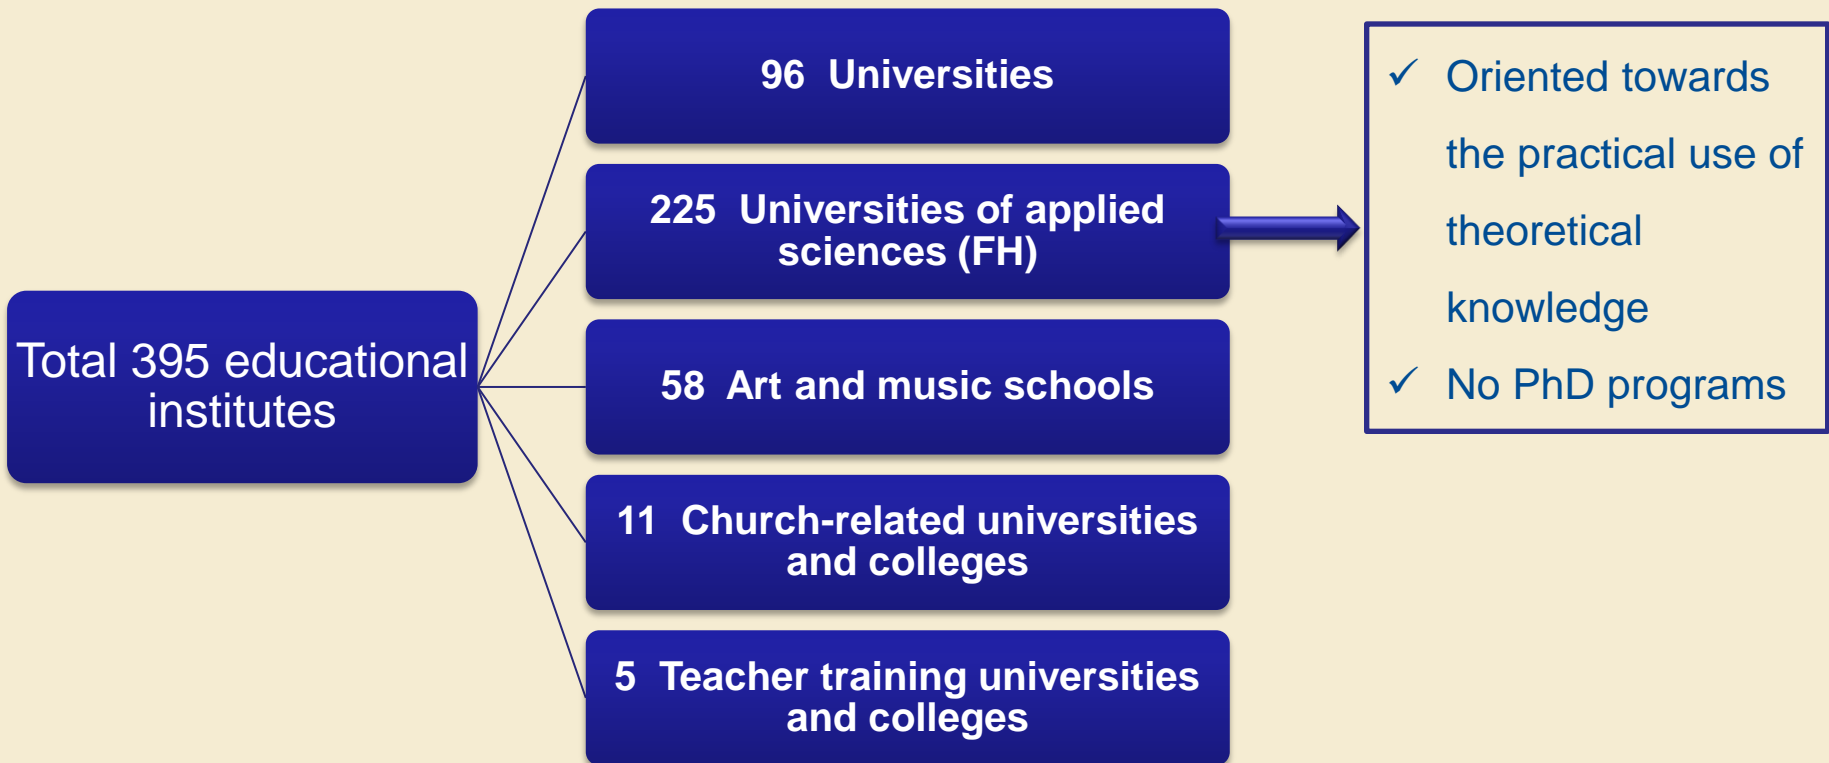 Total 395 educational
institutes
96 Universities
225 Universities of applied
sciences (FH)
58 Art and music schools
11 Church-related universities
and colleges
5 Teacher training universities
and colleges
✓ Oriented towards
the practical use of
theoretical
knowledge
✓ No PhD programs